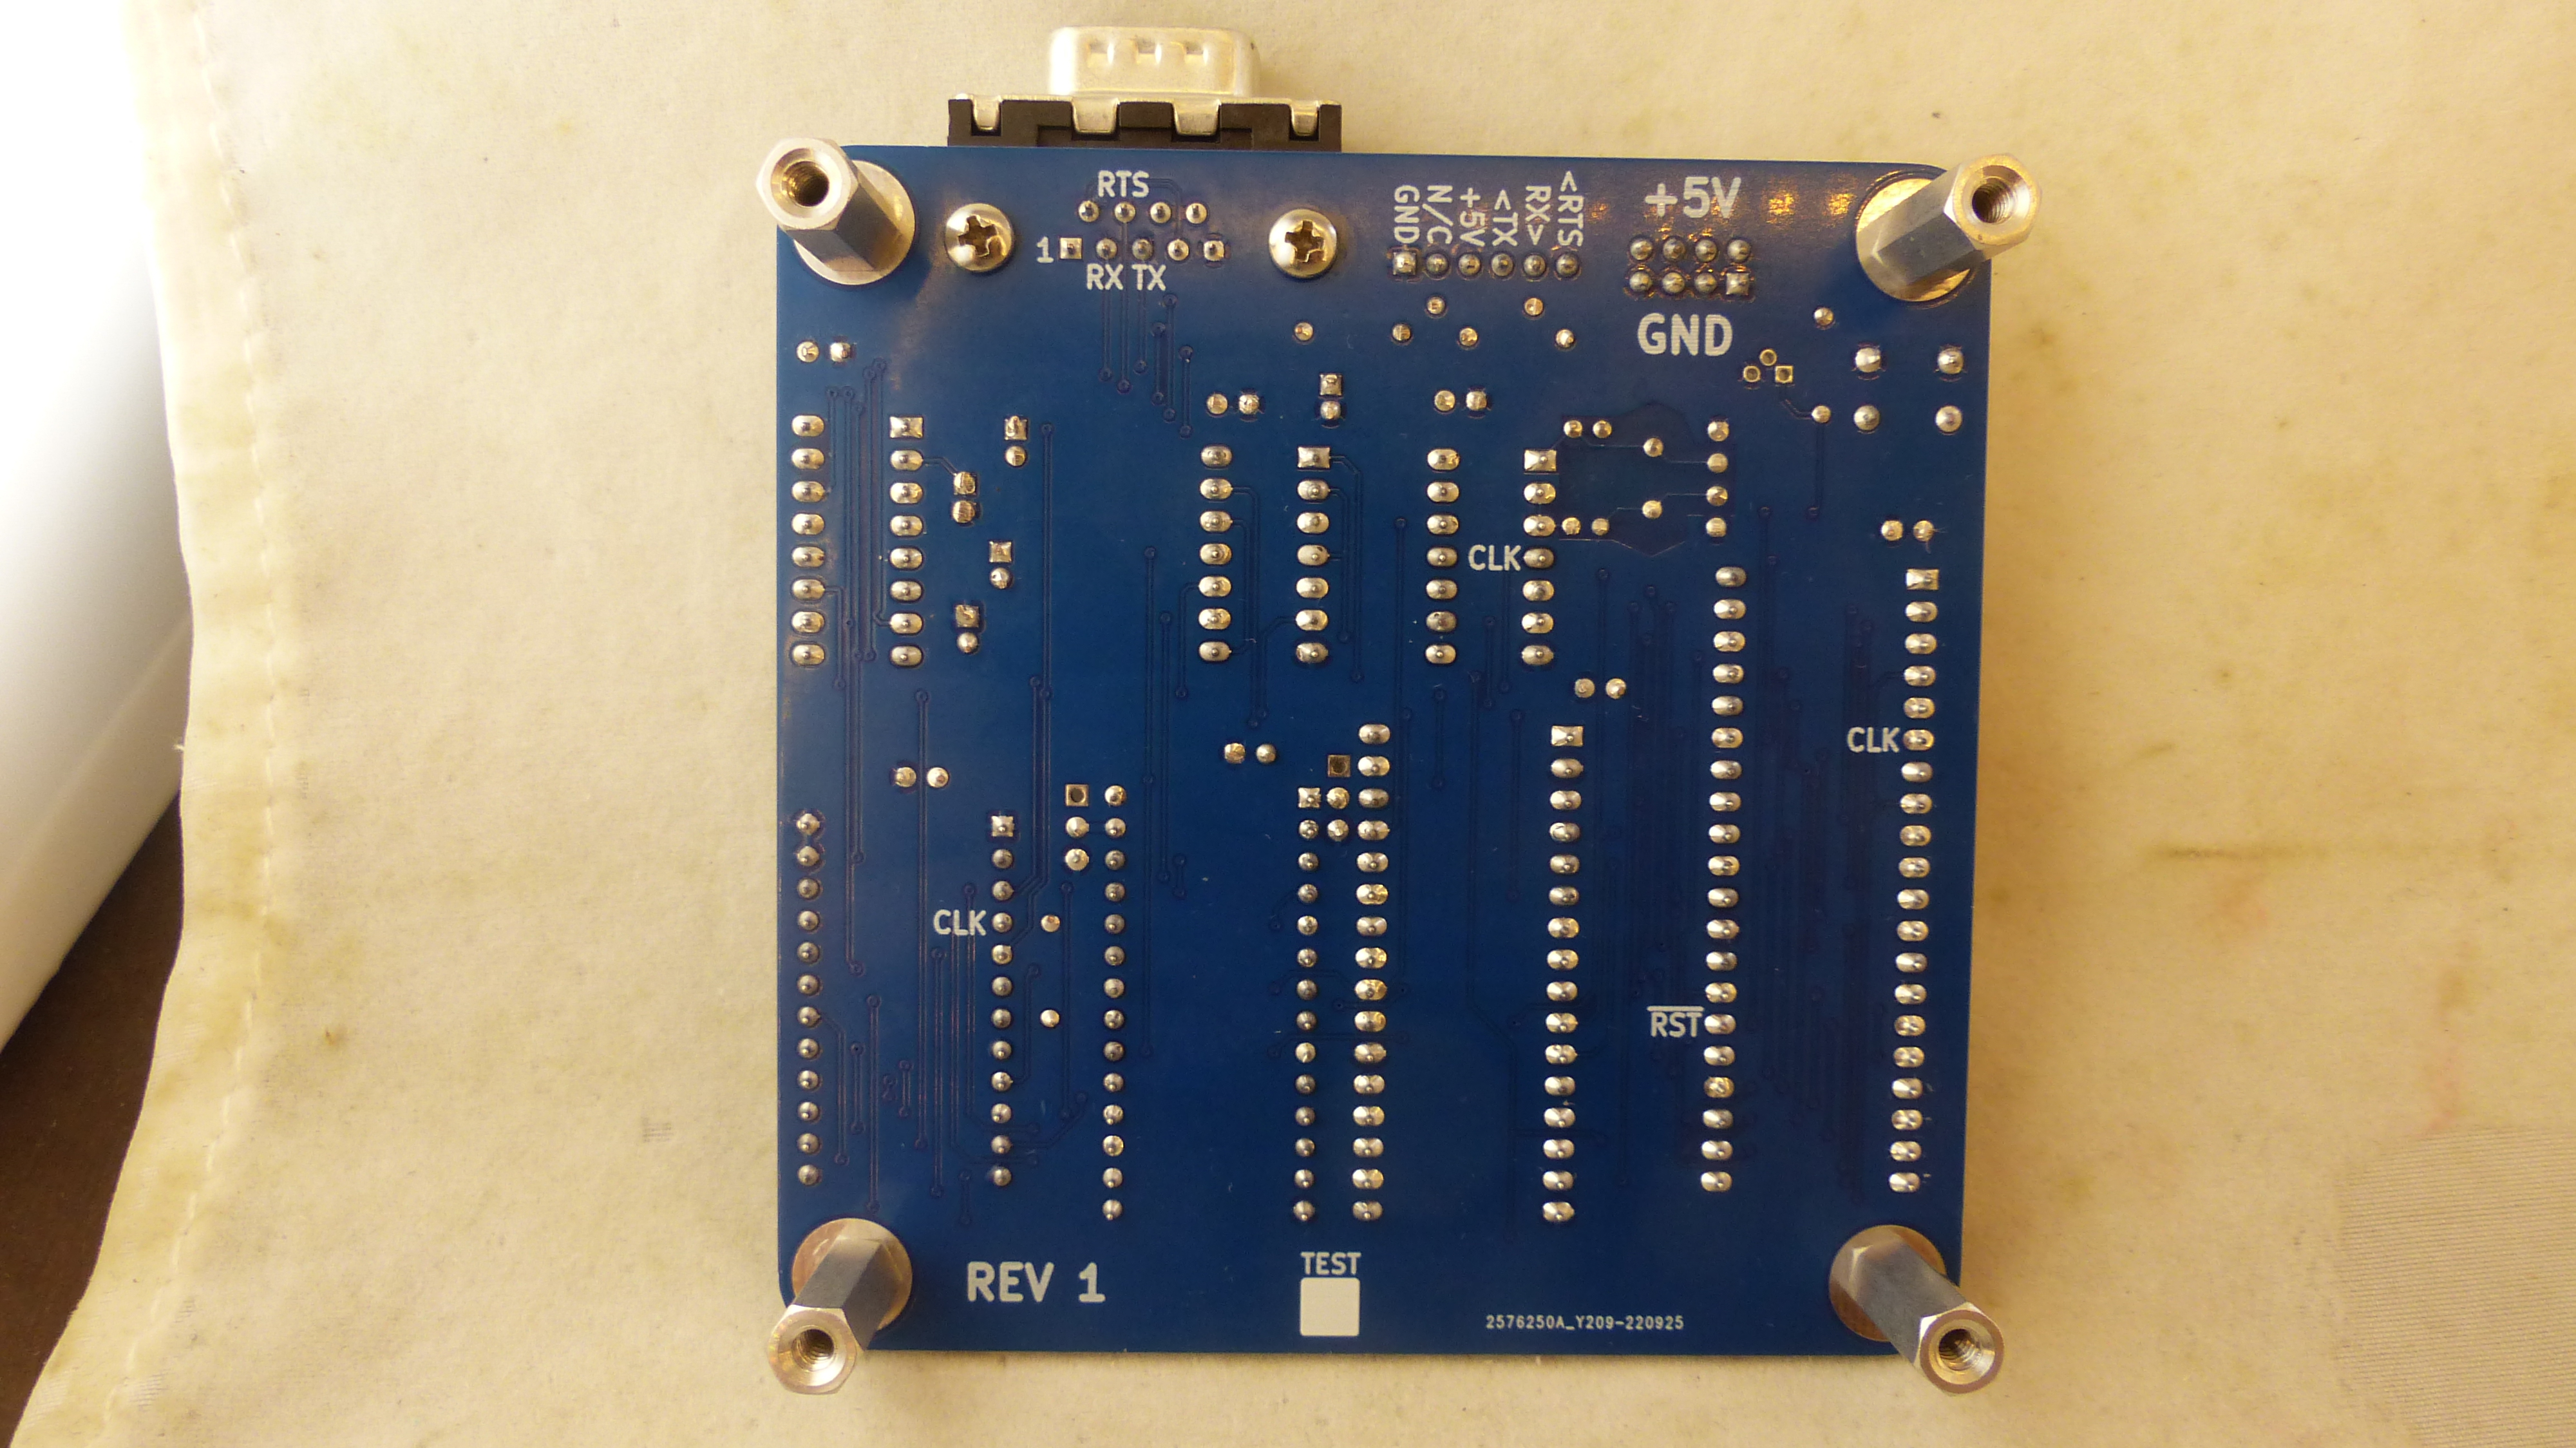 RTS
1
RX TX
GND
N/C
+5V
<TX
RX>
<RTS
+5V
GND
CLK
CLK
CLK
RST
REV 1
TEST
2576250A_Y209-220925